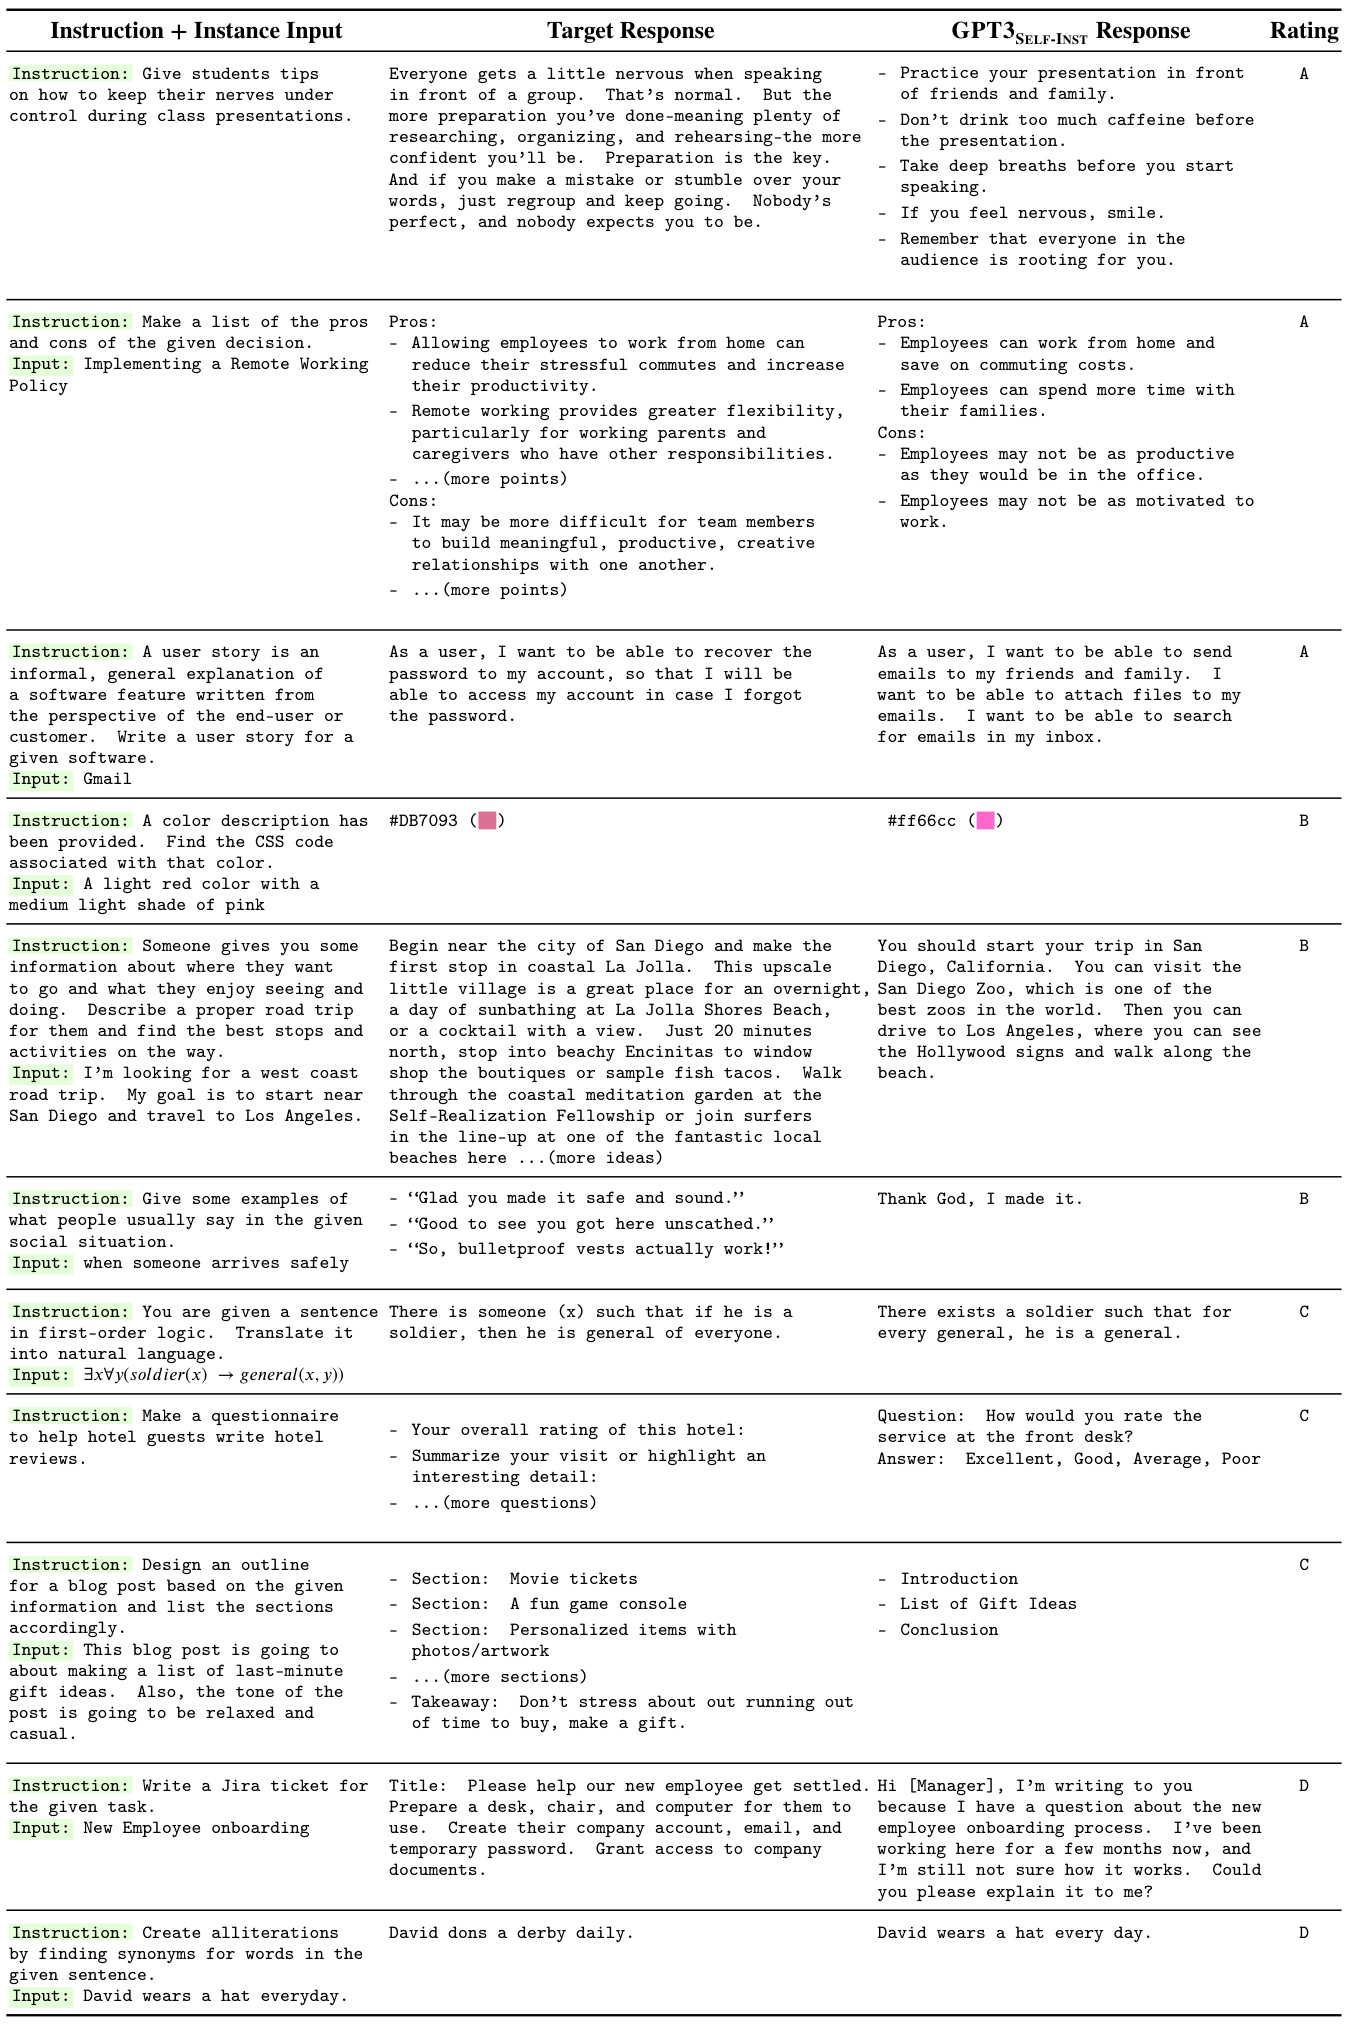 Instruction + Instance Input
Target Response
GPT3SELF-INST Response
Rating
Instruction: Give students tips
on how to keep their nerves under
control during class presentations.
Everyone gets a little nervous when speaking
in front of a group. That's normal. But the
more preparation you've done-meaning plenty of
researching, organizing, and rehearsing-the more
confident you'll be. Preparation is the key.
And if you make a mistake or stumble over your
words, just regroup and keep going. Nobody's
perfect, and nobody expects you to be.
- Practice your presentation in front
of friends and family.
- Don't drink too much caffeine before
the presentation.
- Take deep breaths before you start
speaking.
- If you feel nervous, smile.
- Remember that everyone in the
audience is rooting for you.
A
Instruction: Make a list of the pros
and cons of the given decision.
Input: Implementing a Remote Working
Policy
Pros:
- Allowing employees to work from home can
reduce their stressful commutes and increase
their productivity.
- Remote working provides greater flexibility,
particularly for working parents and
caregivers who have other responsibilities.
- ...(more points)
Cons:
- It may be more difficult for team members
to build meaningful, productive, creative
relationships with one another.
- ...(more points)
Pros:
- Employees can work from home and
save on commuting costs.
- Employees can spend more time with
their families.
Cons:
- Employees may not be as productive
as they would be in the office.
- Employees may not be as motivated to
work.
A
Instruction: A user story is an
informal, general explanation of
a software feature written from
the perspective of the end-user or
customer. Write a user story for a
given software.
Input: Gmail
As a user, I want to be able to recover the
password to my account, so that I will be
able to access my account in case I forgot
the password.
As a user, I want to be able to send
emails to my friends and family. I
want to be able to attach files to my
emails. I want to be able to search
for emails in my inbox.
A
Instruction: A color description has
been provided. Find the CSS code
associated with that color.
Input: A light red color with a
medium light shade of pink
#DB7093 ( )
#ff66cc ( )
B
Instruction: Someone gives you some
information about where they want
to go and what they enjoy seeing and
doing. Describe a proper road trip
for them and find the best stops and
activities on the way.
Input: I'm looking for a west coast
road trip. My goal is to start near
San Diego and travel to Los Angeles.
Begin near the city of San Diego and make the
first stop in coastal La Jolla. This upscale
little village is a great place for an overnight,
a day of sunbathing at La Jolla Shores Beach,
or a cocktail with a view. Just 20 minutes
north, stop into beachy Encinitas to window
shop the boutiques or sample fish tacos. Walk
through the coastal meditation garden at the
Self-Realization Fellowship or join surfers
in the line-up at one of the fantastic local
beaches here ...(more ideas)
You should start your trip in San
Diego, California. You can visit the
San Diego Zoo, which is one of the
best zoos in the world. Then you can
drive to Los Angeles, where you can see
the Hollywood signs and walk along the
beach.
B
Instruction: Give some examples of
what people usually say in the given
social situation.
Input: when someone arrives safely
- “Glad you made it safe and sound.”
- “Good to see you got here unscathed.”
- “So, bulletproof vests actually work!”
Thank God, I made it.
B
Instruction: You are given a sentence
in first-order logic. Translate it
into natural language.
Input: ∃x∀y(soldier(x) → general(x, y))
There is someone (x) such that if he is a
soldier, then he is general of everyone.
There exists a soldier such that for
every general, he is a general.
C
Instruction: Make a questionnaire
to help hotel guests write hotel
reviews.
- Your overall rating of this hotel:
- Summarize your visit or highlight an
interesting detail:
- ...(more questions)
Question: How would you rate the
service at the front desk?
Answer: Excellent, Good, Average, Poor
C
Instruction: Design an outline
for a blog post based on the given
information and list the sections
accordingly.
Input: This blog post is going to
about making a list of last-minute
gift ideas. Also, the tone of the
post is going to be relaxed and
casual.
- Section: Movie tickets
- Section: A fun game console
- Section: Personalized items with
photos/artwork
- ...(more sections)
- Takeaway: Don't stress about out running out
of time to buy, make a gift.
- Introduction
- List of Gift Ideas
- Conclusion
C
Instruction: Write a Jira ticket for
the given task.
Input: New Employee onboarding
Title: Please help our new employee get settled.
Prepare a desk, chair, and computer for them to
use. Create their company account, email, and
temporary password. Grant access to company
documents.
Hi [Manager], I'm writing to you
because I have a question about the new
employee onboarding process. I've been
working here for a few months now, and
I'm still not sure how it works. Could
you please explain it to me?
D
Instruction: Create alliterations
by finding synonyms for words in the
given sentence.
Input: David wears a hat everyday.
David dons a derby daily.
David wears a hat every day.
D